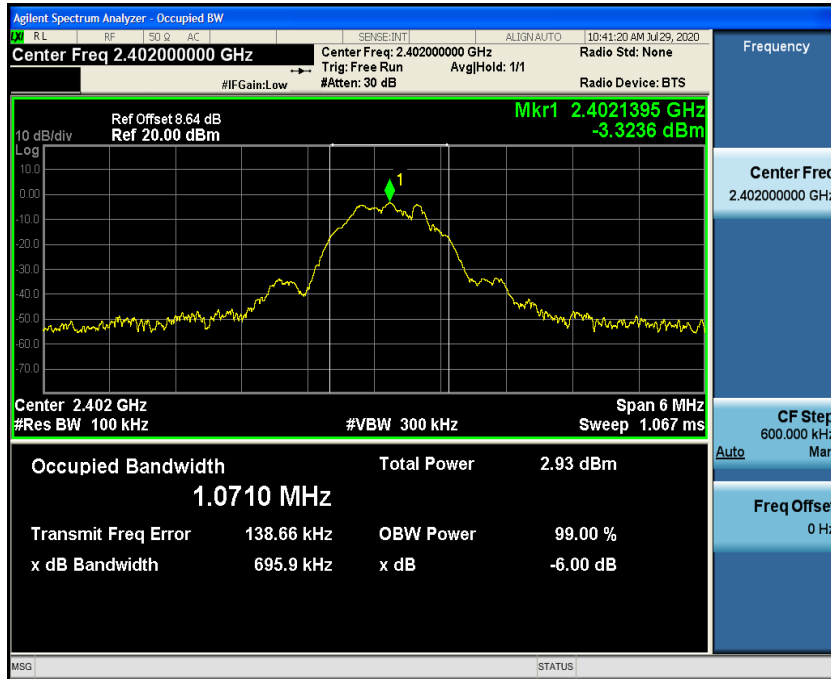 Agilent Spectrum Analyzer - Occupied BW
LXI RL RF 50 Ω AC SENSE:INT ALIGN AUTO 10:41:20 AM Jul 29, 2020
Center Freq 2.402000000 GHz
Center Freq: 2.402000000 GHz
Radio Std: None
Trig: Free Run Avg|Hold: 1/1
#IFGain:Low
#Atten: 30 dB
Radio Device: BTS
Ref Offset 8.64 dB
Mkr1 2.4021395 GHz
10 dB/div Ref 20.00 dBm
-3.3236 dBm
Log
1
10.0
0.00
-10.0
-20.0
-30.0
-40.0
-50.0
-60.0
-70.0
Center 2.402 GHz
Span 6 MHz
#Res BW 100 kHz
#VBW 300 kHz
Sweep 1.067 ms
Occupied Bandwidth
Total Power 2.93 dBm
1.0710 MHz
Transmit Freq Error 138.66 kHz OBW Power 99.00 %
x dB Bandwidth 695.9 kHz x dB -6.00 dB
MSG
STATUS
Frequency
Center Freq
2.402000000 GHz
CF Step
600.000 kHz
Auto Man
Freq Offset
0 Hz